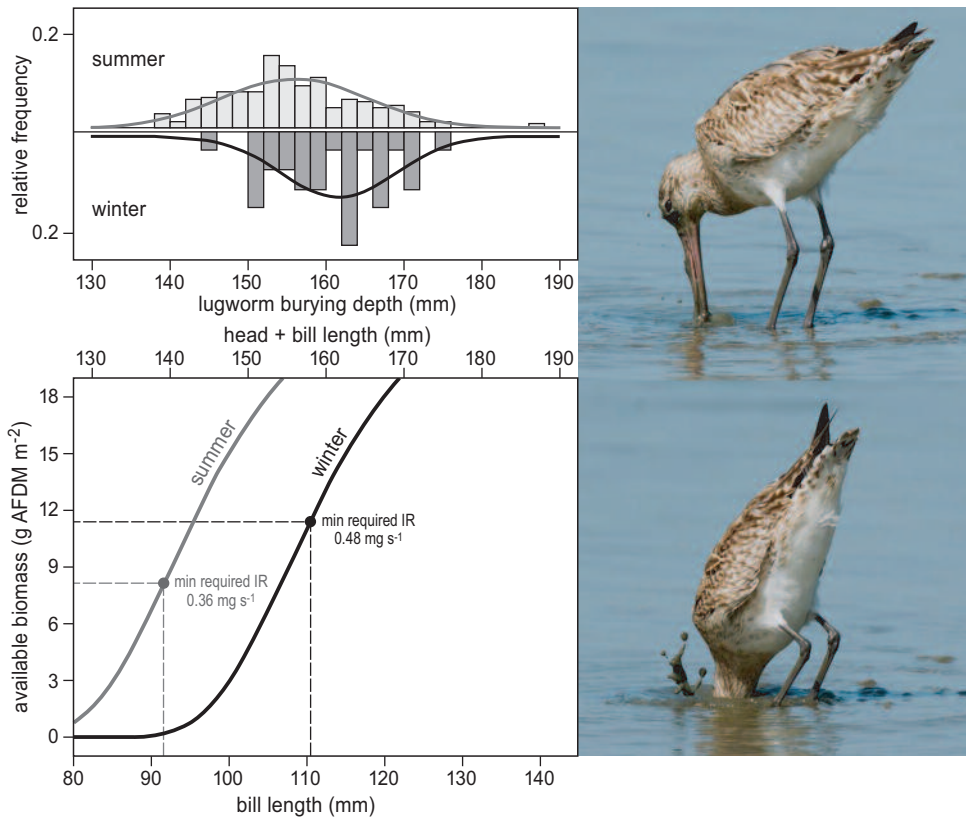 0.2
summer
relative frequency
winter
0.2
130 140 150 160 170 180 190
lugworm burying depth (mm)
head + bill length (mm)
130 140 150 160 170 180 190
18
15
12
9
6
3
0
available biomass (g AFDM m⁻²)
summer
winter
min required IR
0.48 mg s⁻¹
min required IR
0.36 mg s⁻¹
80 90 100 110 120 130 140
bill length (mm)